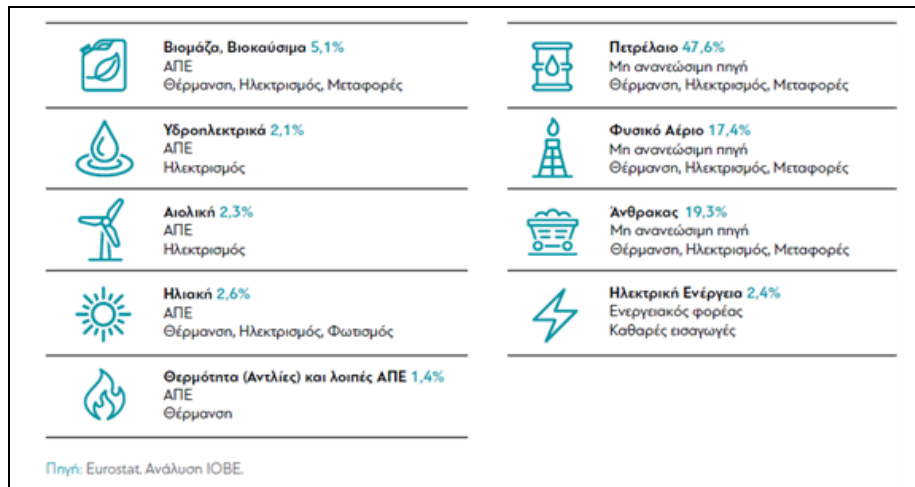 Βιομάζα, Βιοκαύσιμα 5,1%
ΑΠΕ
Θέρμανση, Ηλεκτρισμός, Μεταφορές
Υδροηλεκτρικά 2,1%
ΑΠΕ
Ηλεκτρισμός
Αιολική 2,3%
ΑΠΕ
Ηλεκτρισμός
Ηλιακή 2,6%
ΑΠΕ
Θέρμανση, Ηλεκτρισμός, Φωτισμός
Θερμότητα (Αντλίες) και λοιπές ΑΠΕ 1,4%
ΑΠΕ
Θέρμανση
Πετρέλαιο 47,6%
Μη ανανεώσιμη πηγή
Θέρμανση, Ηλεκτρισμός, Μεταφορές
Φυσικό Αέριο 17,4%
Μη ανανεώσιμη πηγή
Θέρμανση, Ηλεκτρισμός, Μεταφορές
Άνθρακας 19,3%
Μη ανανεώσιμη πηγή
Θέρμανση, Ηλεκτρισμός, Μεταφορές
Ηλεκτρική Ενέργεια 2,4%
Ενεργειακός φορέας
Καθαρές εισαγωγές
Πηγή: Eurostat. Ανάλυση ΙΟΒΕ.